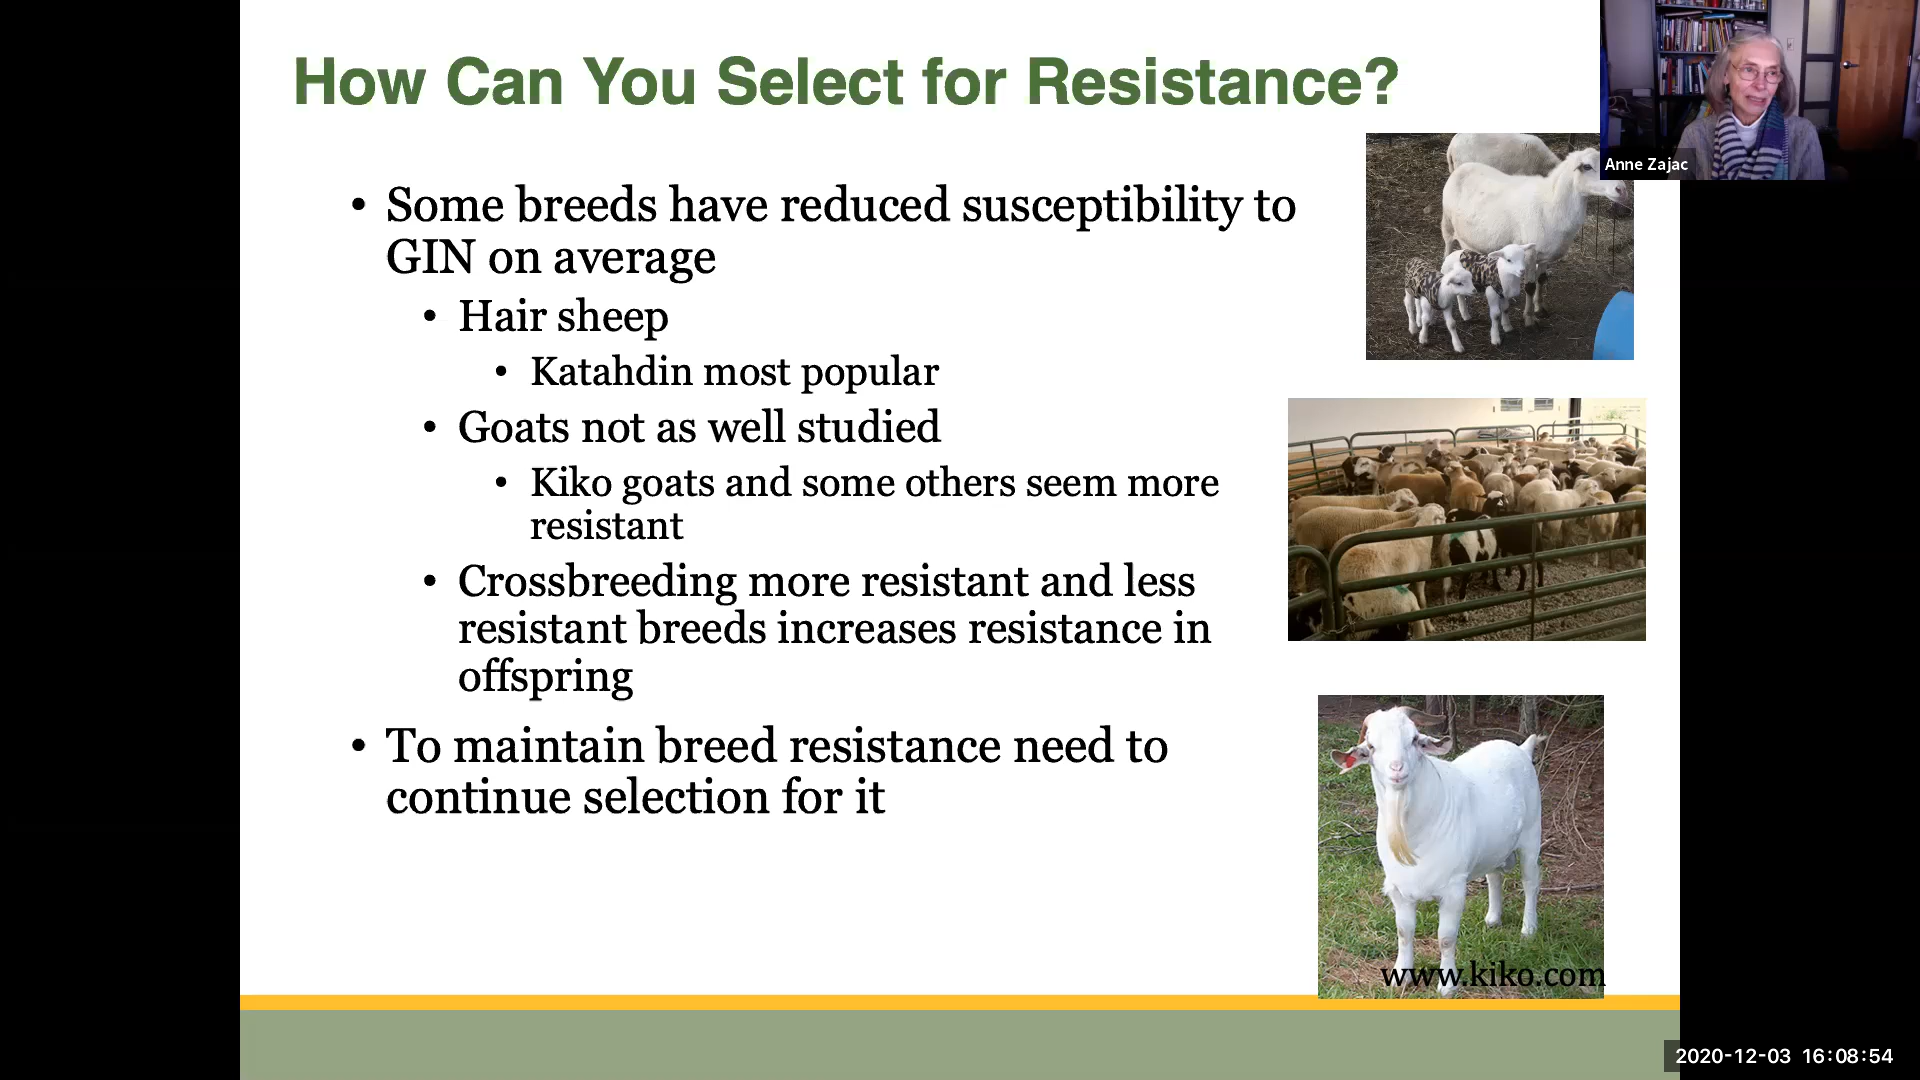 How Can You Select for Resistance?
Anne Zajac
• Some breeds have reduced susceptibility to
GIN on average
• Hair sheep
• Katahdin most popular
• Goats not as well studied
• Kiko goats and some others seem more
resistant
• Crossbreeding more resistant and less
resistant breeds increases resistance in
offspring
• To maintain breed resistance need to
continue selection for it
www.kiko.com
2020-12-03 16:08:54